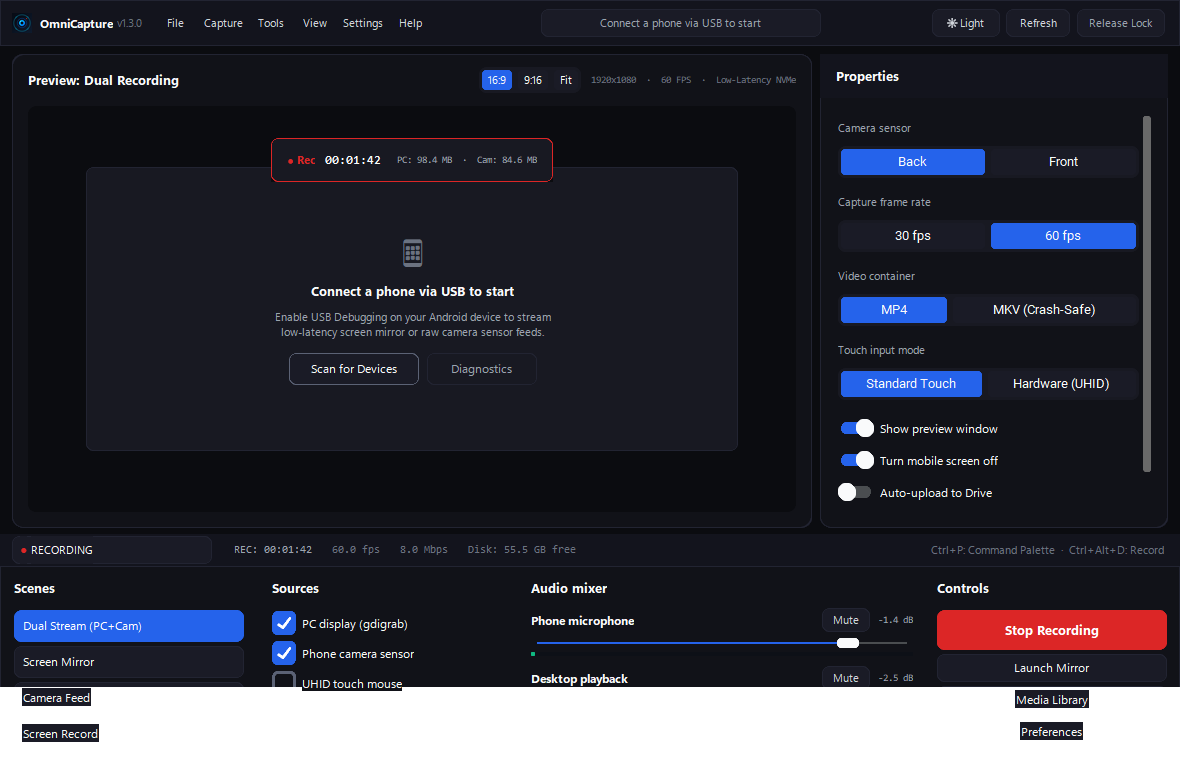 OmniCapture v1.3.0 File Capture Tools View Settings Help
Connect a phone via USB to start
Light Refresh Release Lock
Preview: Dual Recording
16:9 9:16 Fit 1920x1080 · 60 FPS · Low-Latency NVMe
Rec 00:01:42 PC: 98.4 MB · Cam: 84.6 MB
Connect a phone via USB to start
Enable USB Debugging on your Android device to stream
low-latency screen mirror or raw camera sensor feeds.
Scan for Devices Diagnostics
Properties
Camera sensor
Back Front
Capture frame rate
30 fps 60 fps
Video container
MP4 MKV (Crash-Safe)
Touch input mode
Standard Touch Hardware (UHID)
Show preview window
Turn mobile screen off
Auto-upload to Drive
RECORDING REC: 00:01:42 60.0 fps 8.0 Mbps Disk: 55.5 GB free Ctrl+P: Command Palette · Ctrl+Alt+D: Record
Scenes
Dual Stream (PC+Cam)
Screen Mirror
Camera Feed
Screen Record
Sources
PC display (gdigrab)
Phone camera sensor
UHID touch mouse
Audio mixer
Phone microphone Mute -1.4 dB
Desktop playback Mute -2.5 dB
Controls
Stop Recording
Launch Mirror
Media Library
Preferences